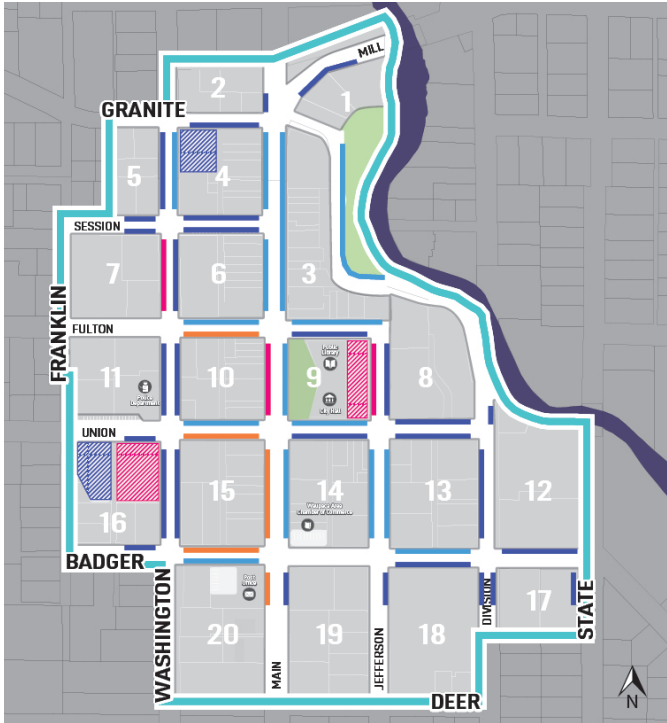 MILL
2
1
GRANITE
5
4
SESSION
7
6
3
FRANKLIN
FULTON
11
Police
Department
10
9
Public
Library
City Hall
8
UNION
16
15
14
Waupaca Area
Chamber of Commerce
13
12
BADGER
WASHINGTON
20
Post
Office
MAIN
19
JEFFERSON
18
DIVISION
17
STATE
DEER
N